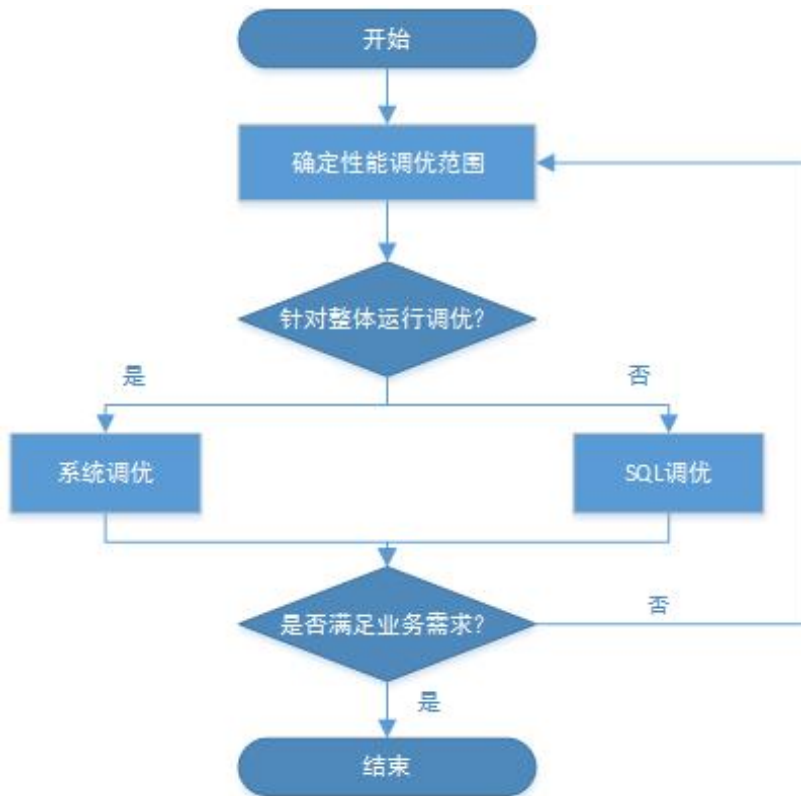 开始
确定性能调优范围
针对整体运行调优?
是
否
系统调优
SQL调优
是否满足业务需求?
否
是
结束